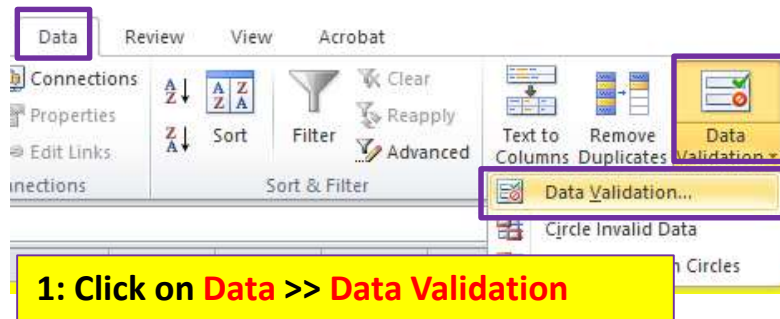 Data Review View Acrobat
Connections
Properties
Edit Links
nnections
A
Z
Z
A
A Z
Z A
Sort
Filter
Clear
Reapply
Advanced
Sort & Filter
Text to
Columns
Remove
Duplicates
Data
Validation
Data Validation...
Circle Invalid Data
n Circles
1: Click on Data >> Data Validation